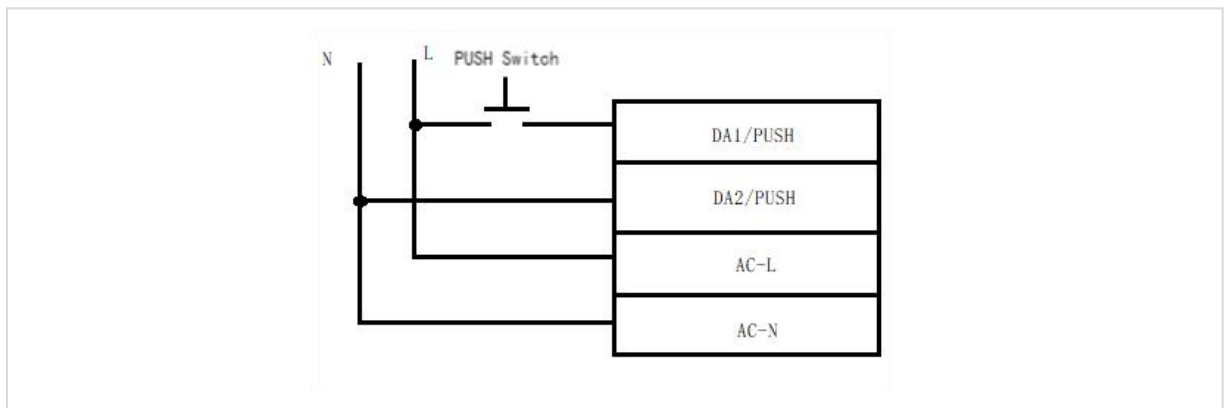 N
L
PUSH Switch
DA1/PUSH
DA2/PUSH
AC-L
AC-N